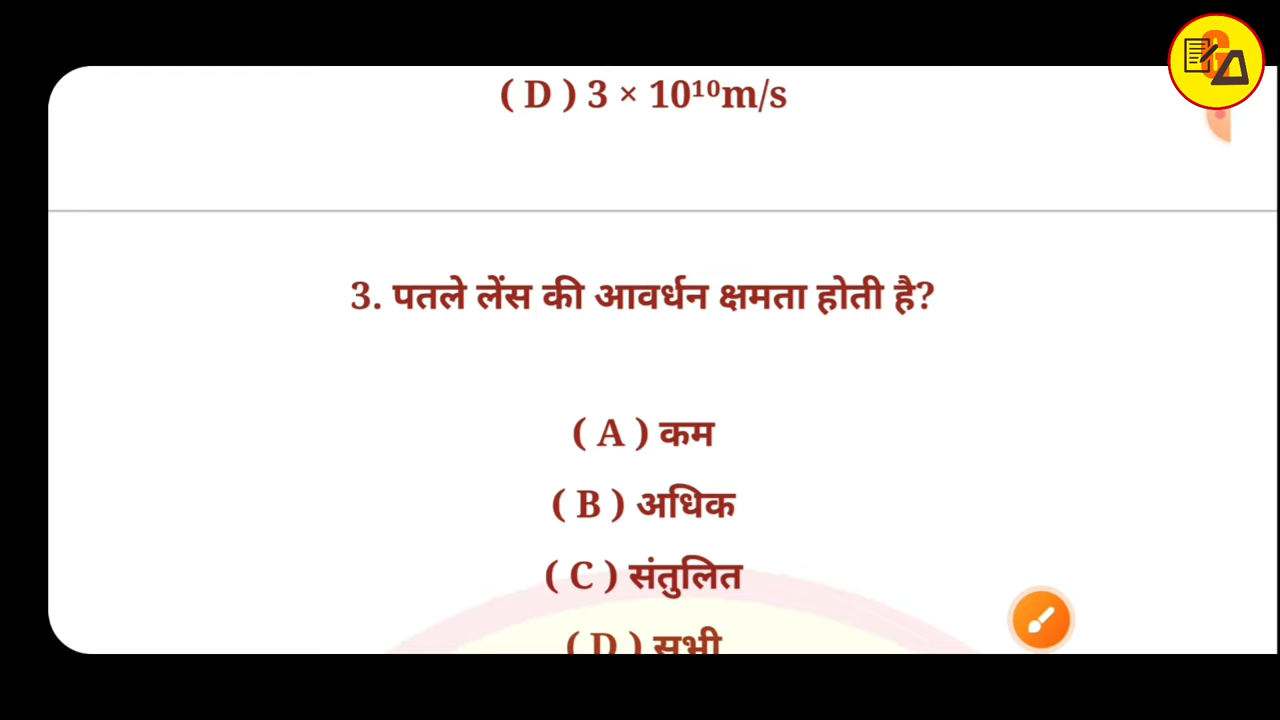 ( D ) 3 × 10¹⁰m/s
3. पतले लेंस की आवर्धन क्षमता होती है?
( A ) कम
( B ) अधिक
( C ) संतुलित
( D ) सभी